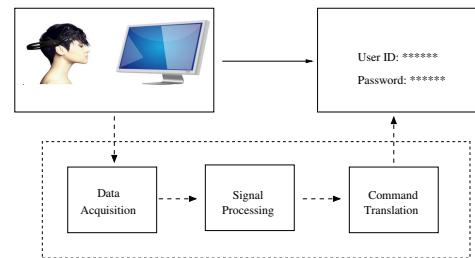 User ID: ******
Password: ******
Data
Acquisition
Signal
Processing
Command
Translation